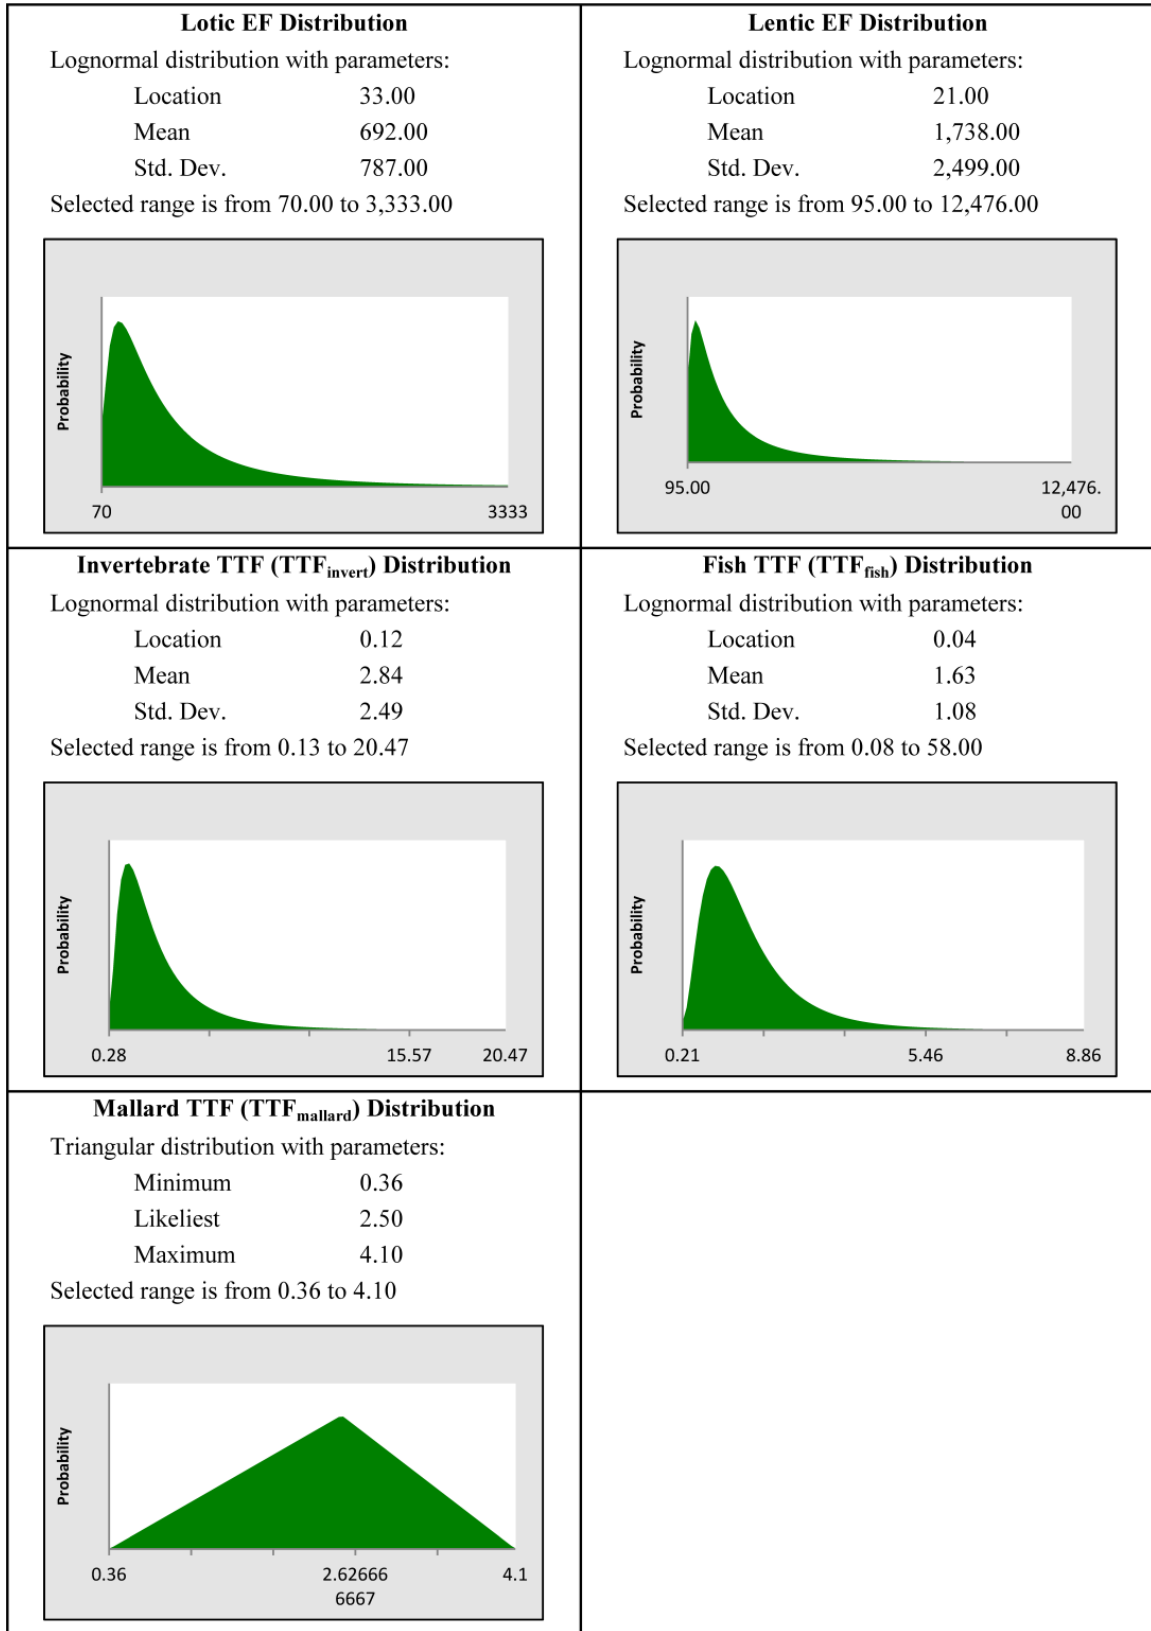 Lotic EF Distribution
Lognormal distribution with parameters:
Location 33.00
Mean 692.00
Std. Dev. 787.00
Selected range is from 70.00 to 3,333.00
Probability
70 3333
Lentic EF Distribution
Lognormal distribution with parameters:
Location 21.00
Mean 1,738.00
Std. Dev. 2,499.00
Selected range is from 95.00 to 12,476.00
Probability
95.00 12,476.
00
Invertebrate TTF (TTFinvert) Distribution
Lognormal distribution with parameters:
Location 0.12
Mean 2.84
Std. Dev. 2.49
Selected range is from 0.13 to 20.47
Probability
0.28 15.57 20.47
Fish TTF (TTFfish) Distribution
Lognormal distribution with parameters:
Location 0.04
Mean 1.63
Std. Dev. 1.08
Selected range is from 0.08 to 58.00
Probability
0.21 5.46 8.86
Mallard TTF (TTFmallard) Distribution
Triangular distribution with parameters:
Minimum 0.36
Likeliest 2.50
Maximum 4.10
Selected range is from 0.36 to 4.10
Probability
0.36 2.62666 4.1
6667